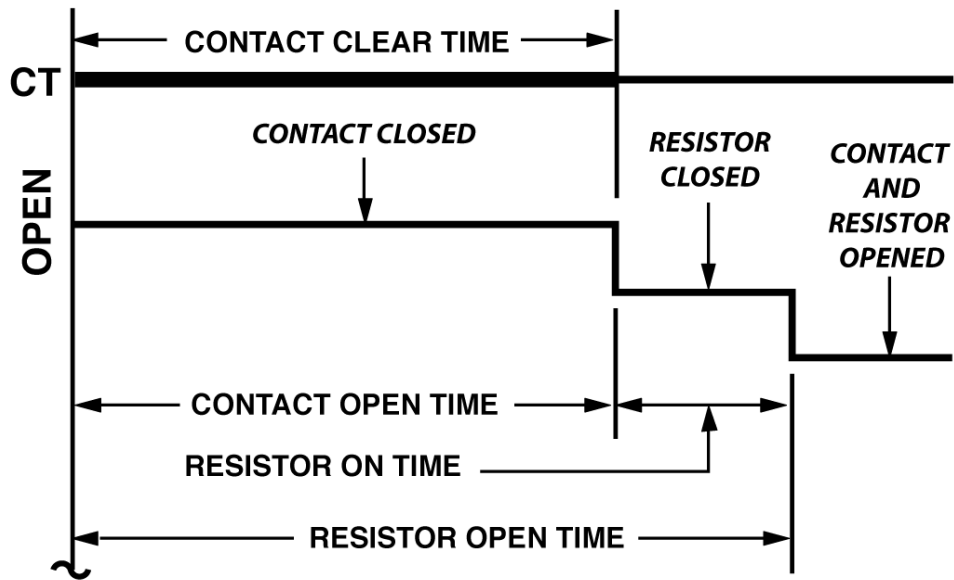 CONTACT CLEAR TIME
CT
CONTACT CLOSED
RESISTOR
CLOSED
CONTACT
AND
RESISTOR
OPENED
OPEN
CONTACT OPEN TIME
RESISTOR ON TIME
RESISTOR OPEN TIME